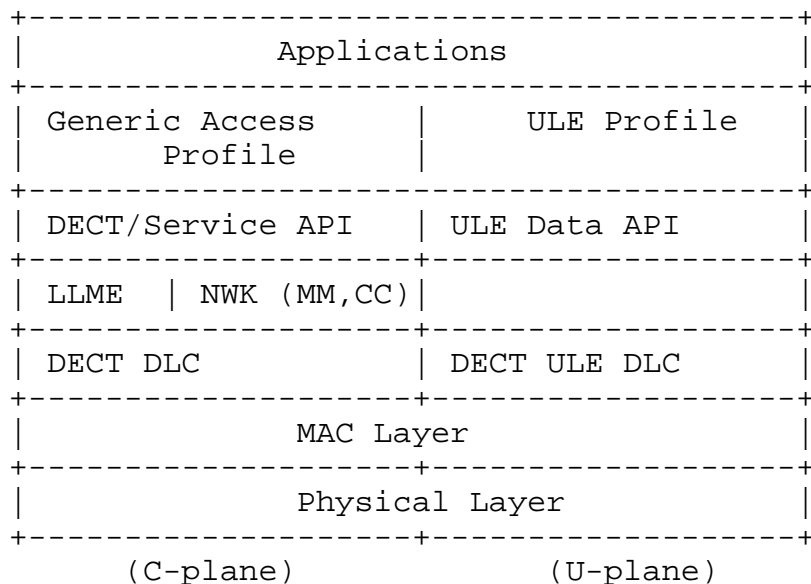 +----------------------------------------+
|             Applications               |
+----------------------------------------+
| Generic Access     |     ULE Profile   |
|       Profile      |                   |
+----------------------------------------+
| DECT/Service API   | ULE Data API      |
+--------------------+-------------------+
| LLME  | NWK (MM,CC)|                   |
+--------------------+-------------------+
| DECT DLC           | DECT ULE DLC      |
+--------------------+-------------------+
|              MAC Layer                 |
+--------------------+-------------------+
|              Physical Layer            |
+--------------------+-------------------+
     (C-plane)             (U-plane)